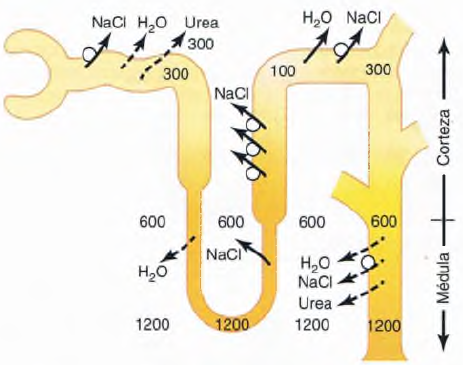 NaCl H₂O Urea
H₂O NaCl
300
300
100
300
NaCl
Corteza
600 600 600 600
H₂O
NaCl
H₂O
NaCl
Urea
Médula
1200 1200 1200 1200